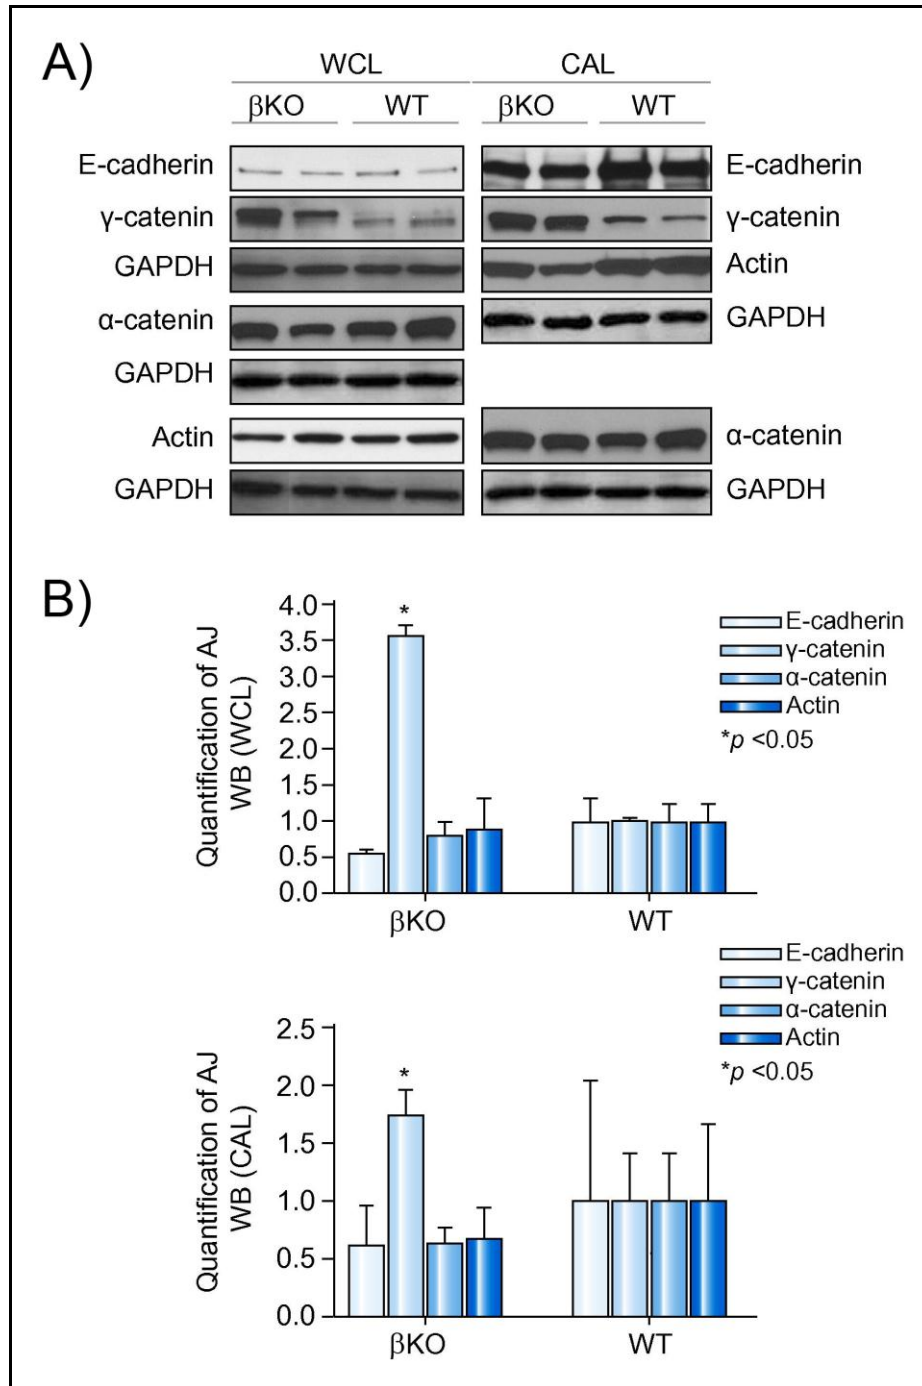 A)
WCL CAL
βKO WT βKO WT
E-cadherin E-cadherin
γ-catenin γ-catenin
GAPDH Actin
α-catenin GAPDH
GAPDH
Actin α-catenin
GAPDH GAPDH
B)
Quantification of AJ
WB (WCL)
4.0
3.5
3.0
2.5
2.0
1.5
1.0
0.5
0.0
*
βKO WT
E-cadherin
γ-catenin
α-catenin
Actin
*p <0.05
Quantification of AJ
WB (CAL)
2.5
2.0
1.5
1.0
0.5
0.0
*
βKO WT
E-cadherin
γ-catenin
α-catenin
Actin
*p <0.05